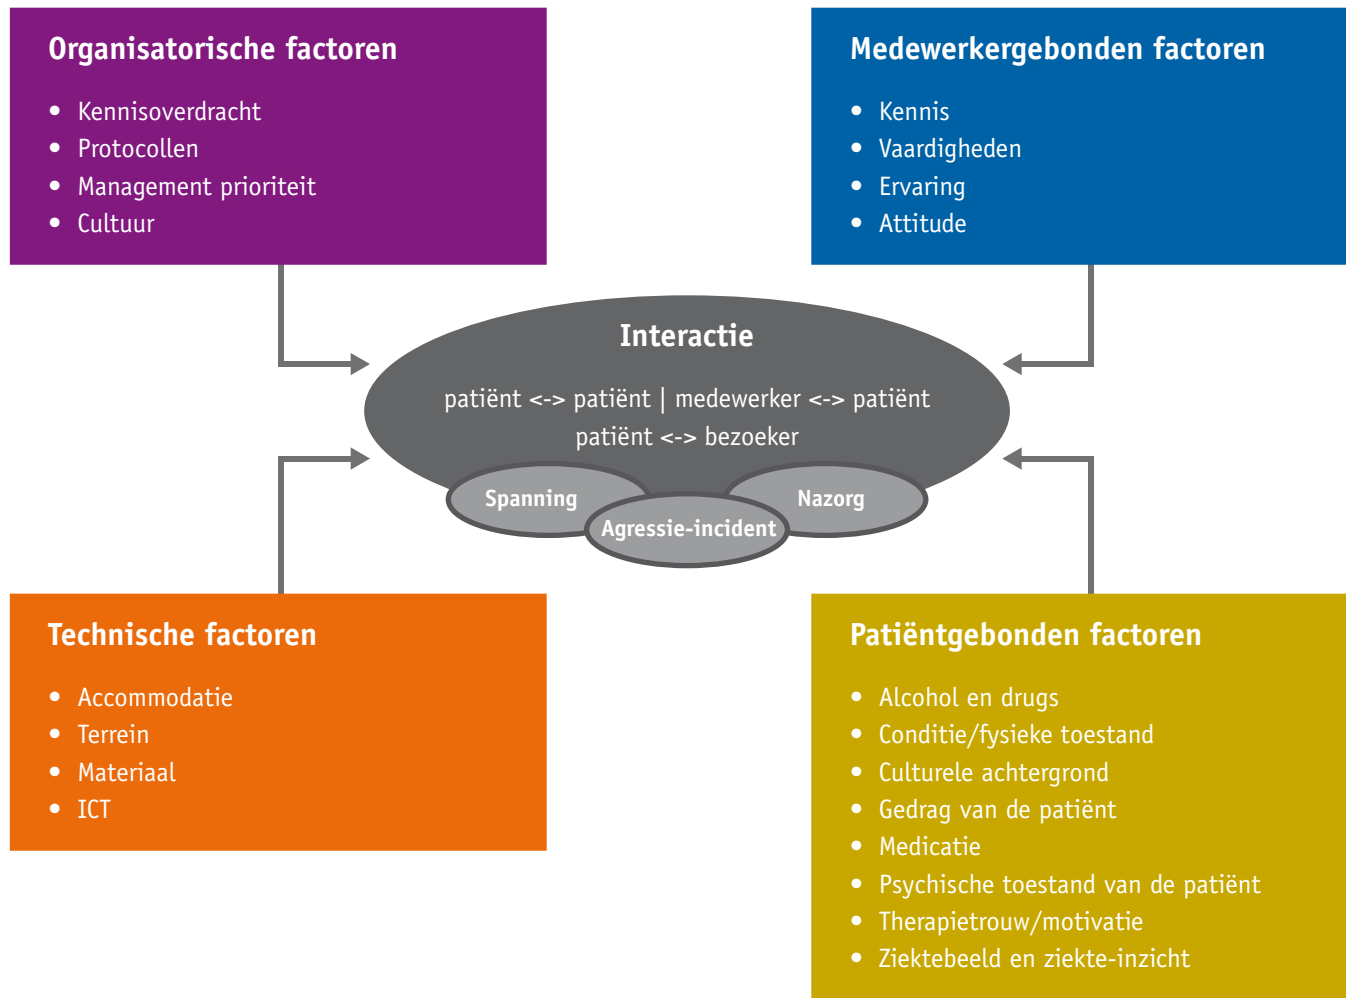 Organisatorische factoren
• Kennisoverdracht
• Protocollen
• Management prioriteit
• Cultuur
Medewerkergebonden factoren
• Kennis
• Vaardigheden
• Ervaring
• Attitude
Interactie
patiënt <-> patiënt | medewerker <-> patiënt
patiënt <-> bezoeker
Spanning
Agressie-incident
Nazorg
Technische factoren
• Accommodatie
• Terrein
• Materiaal
• ICT
Patiëntgebonden factoren
• Alcohol en drugs
• Conditie/fysieke toestand
• Culturele achtergrond
• Gedrag van de patiënt
• Medicatie
• Psychische toestand van de patiënt
• Therapietrouw/motivatie
• Ziektebeeld en ziekte-inzicht